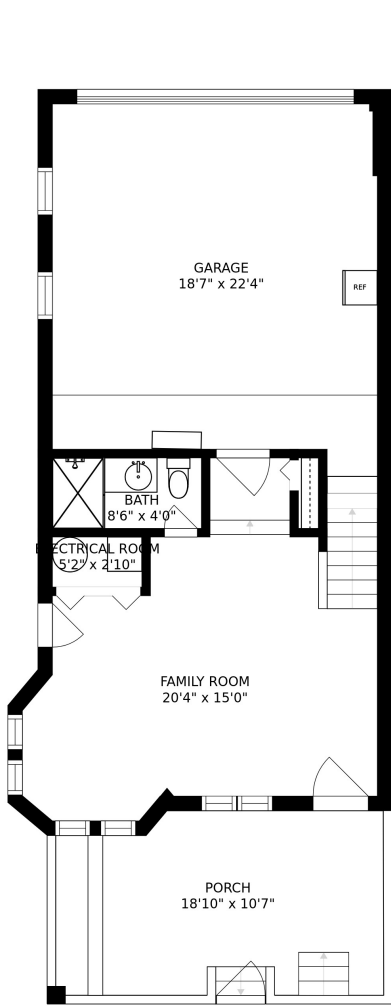 GARAGE
18'7" x 22'4"
REF
BATH
8'6" x 4'0"
ELECTRICAL ROOM
5'2" x 2'10"
FAMILY ROOM
20'4" x 15'0"
PORCH
18'10" x 10'7"